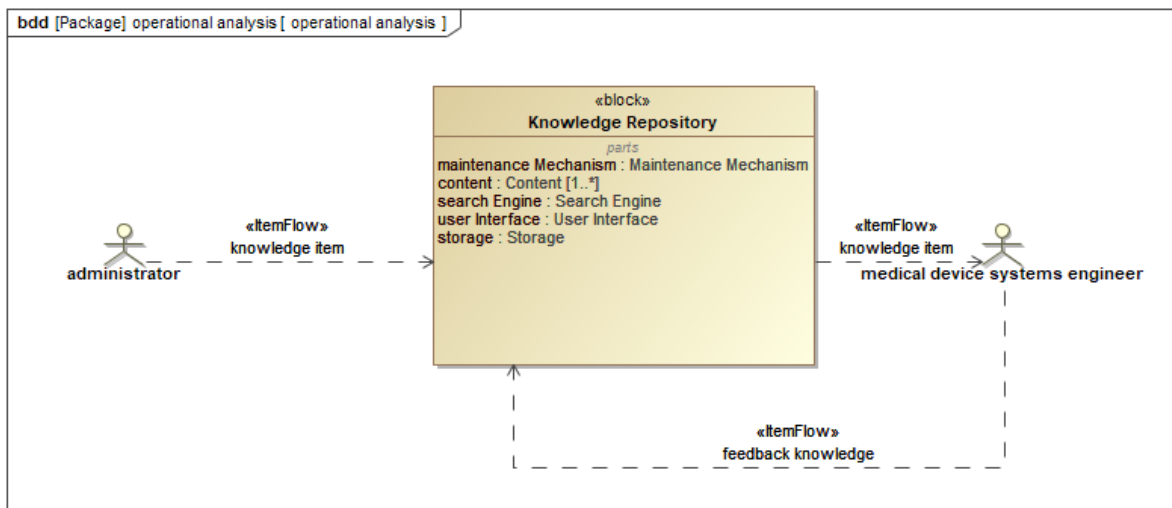 bdd [Package] operational analysis [ operational analysis ]
«block»
Knowledge Repository
parts
maintenance Mechanism : Maintenance Mechanism
content : Content [1..*]
search Engine : Search Engine
user Interface : User Interface
storage : Storage
«ItemFlow»
knowledge item
administrator
«ItemFlow»
knowledge item
medical device systems engineer
«ItemFlow»
feedback knowledge